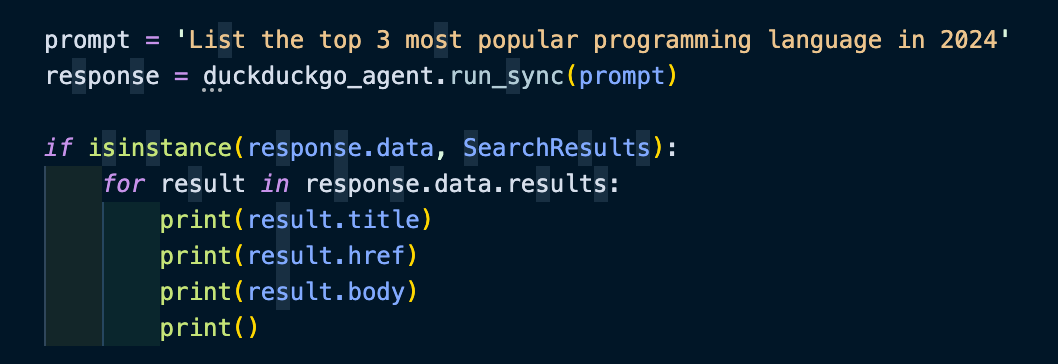 prompt = 'List the top 3 most popular programming language in 2024'
response = duckduckgo_agent.run_sync(prompt)

if isinstance(response.data, SearchResults):
    for result in response.data.results:
        print(result.title)
        print(result.href)
        print(result.body)
        print()